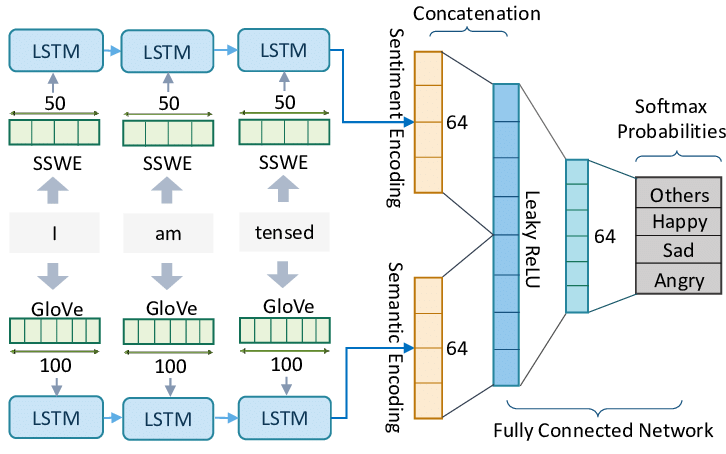 Concatenation
LSTM
LSTM
LSTM
50
50
50
SSWE
SSWE
SSWE
I
am
tensed
GloVe
GloVe
GloVe
100
100
100
LSTM
LSTM
LSTM
Sentiment Encoding
64
Semantic Encoding
64
Leaky ReLU
64
Softmax
Probabilities
Others
Happy
Sad
Angry
Fully Connected Network